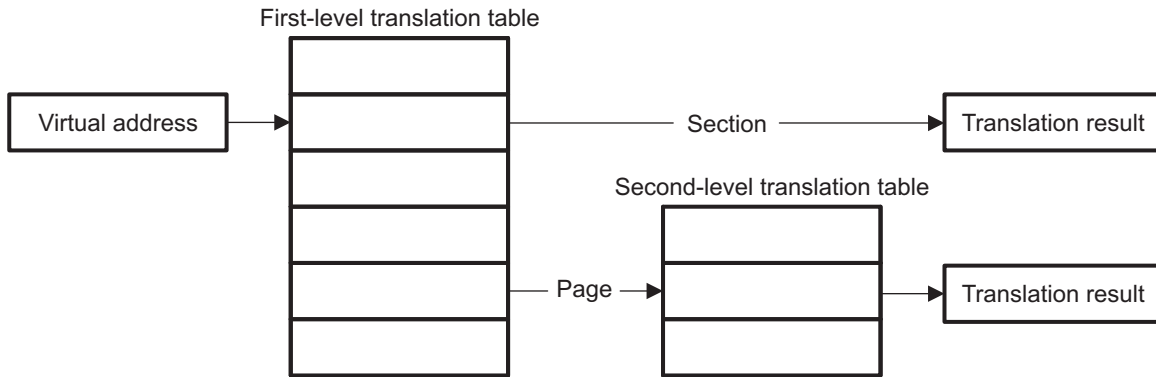 First-level translation table
Virtual address
Section
Translation result
Second-level translation table
Page
Translation result